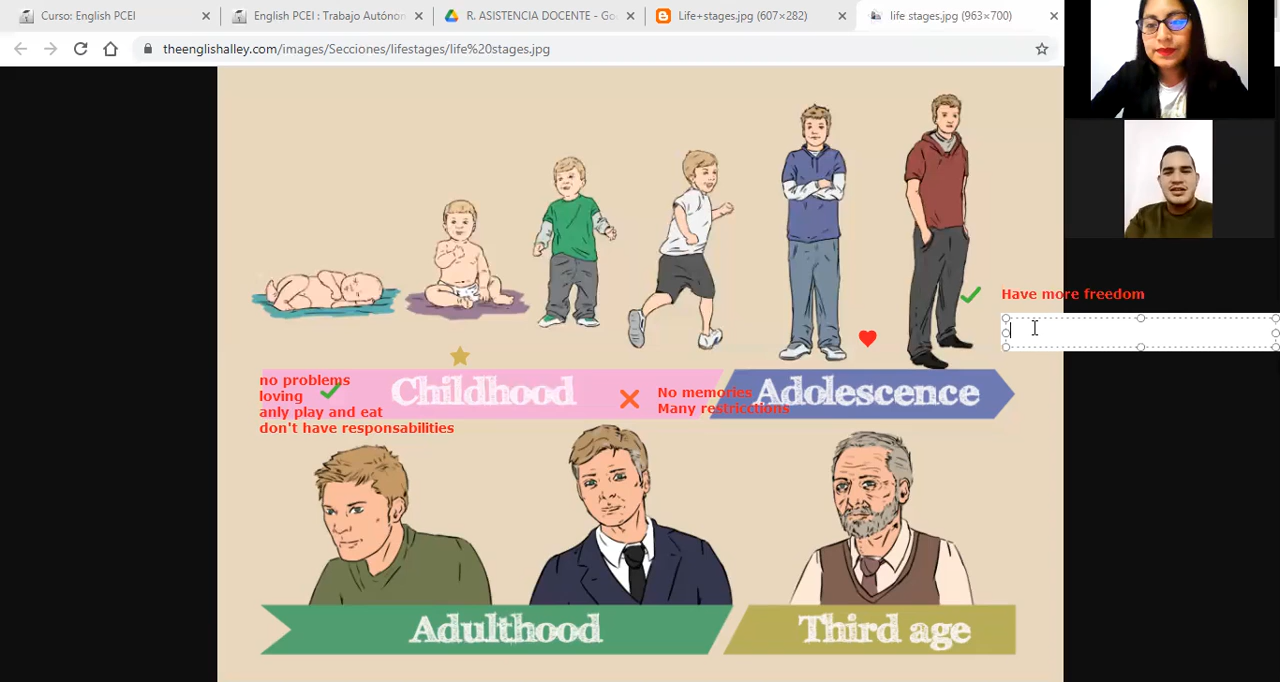 English PCEI
English PCEI : Trabajo Autónor
R. ASISTENCIA DOCENTE - Go
Life+stages.jpg (607×282)
life stages.jpg (963×700)
theenglishalley.com/images/Secciones/lifestages/life%20stages.jpg
Have more freedom
Childhood
no problems
loving
anly play and eat
don't have responsabilities
No memories
Many restricctions
Adolescence
Adulthood
Third age